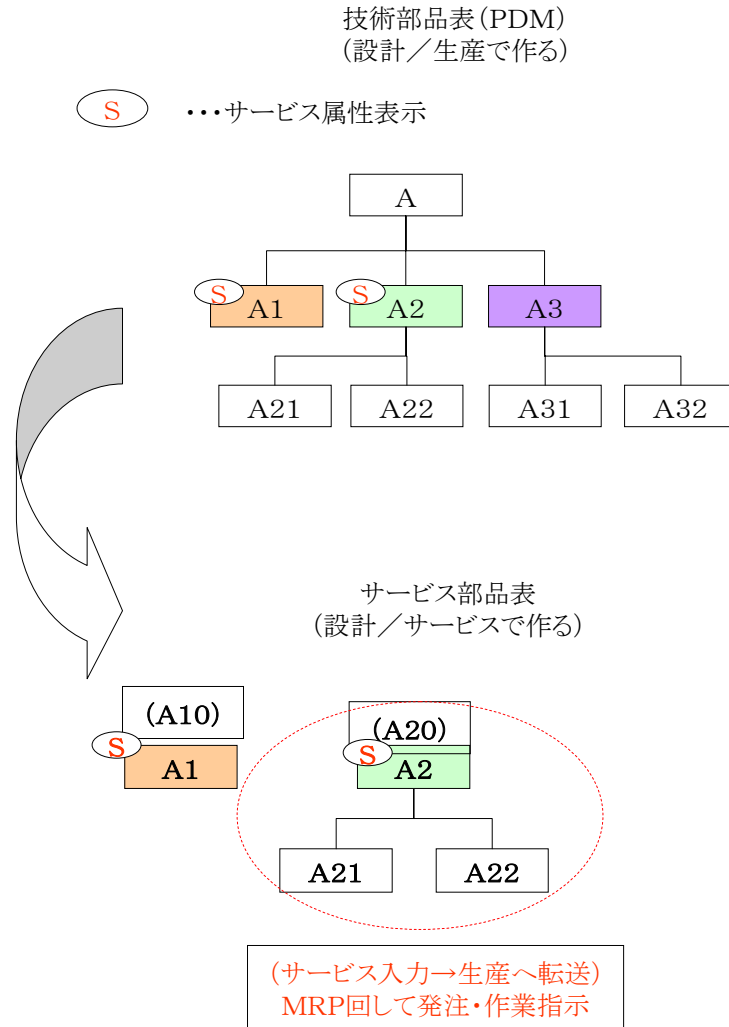 技術部品表(PDM)
(設計／生産で作る)
S ・・・サービス属性表示
A
S S
A1 A2 A3
A21 A22 A31 A32
サービス部品表
(設計／サービスで作る)
(A10) (A20)
S S
A1 A2
A21 A22
(サービス入力→生産へ転送)
MRP回して発注・作業指示